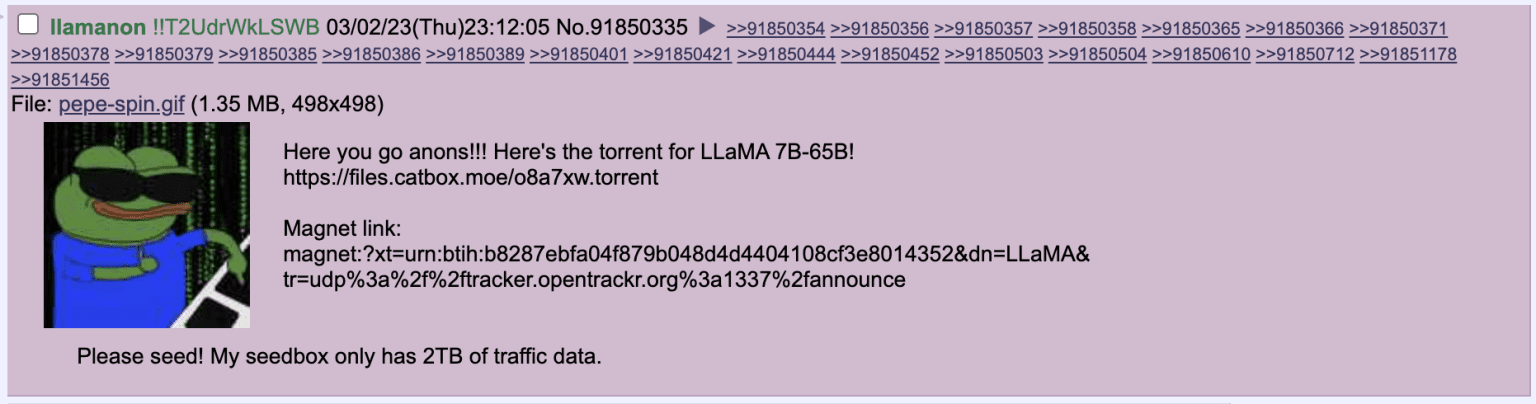 llamanon !!T2UdrWkLSWB 03/02/23(Thu)23:12:05 No.91850335 ▶ >>91850354 >>91850356 >>91850357 >>91850358 >>91850365 >>91850366 >>91850371
>>91850378 >>91850379 >>91850385 >>91850386 >>91850389 >>91850401 >>91850421 >>91850444 >>91850452 >>91850503 >>91850504 >>91850610 >>91850712 >>91851178
>>91851456
File: pepe-spin.gif (1.35 MB, 498x498)
Here you go anons!!! Here's the torrent for LLaMA 7B-65B!
https://files.catbox.moe/o8a7xw.torrent
Magnet link:
magnet:?xt=urn:btih:b8287ebfa04f879b048d4d4404108cf3e8014352&dn=LLaMA&
tr=udp%3a%2f%2ftracker.opentrackr.org%3a1337%2fannounce
Please seed! My seedbox only has 2TB of traffic data.